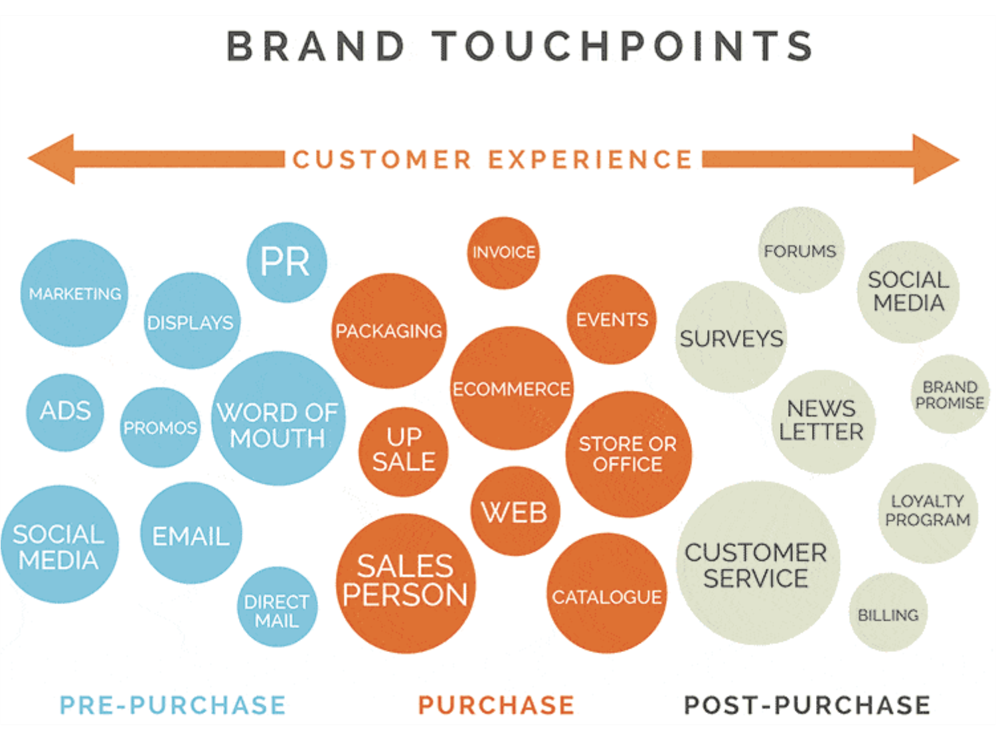 BRAND TOUCHPOINTS
CUSTOMER EXPERIENCE
MARKETING
DISPLAYS
PR
ADS
PROMOS
WORD OF
MOUTH
SOCIAL
MEDIA
EMAIL
DIRECT
MAIL
INVOICE
PACKAGING
EVENTS
ECOMMERCE
UP
SALE
STORE OR
OFFICE
WEB
SALES
PERSON
CATALOGUE
FORUMS
SOCIAL
MEDIA
SURVEYS
BRAND
PROMISE
NEWS
LETTER
LOYALTY
PROGRAM
CUSTOMER
SERVICE
BILLING
PRE-PURCHASE
PURCHASE
POST-PURCHASE